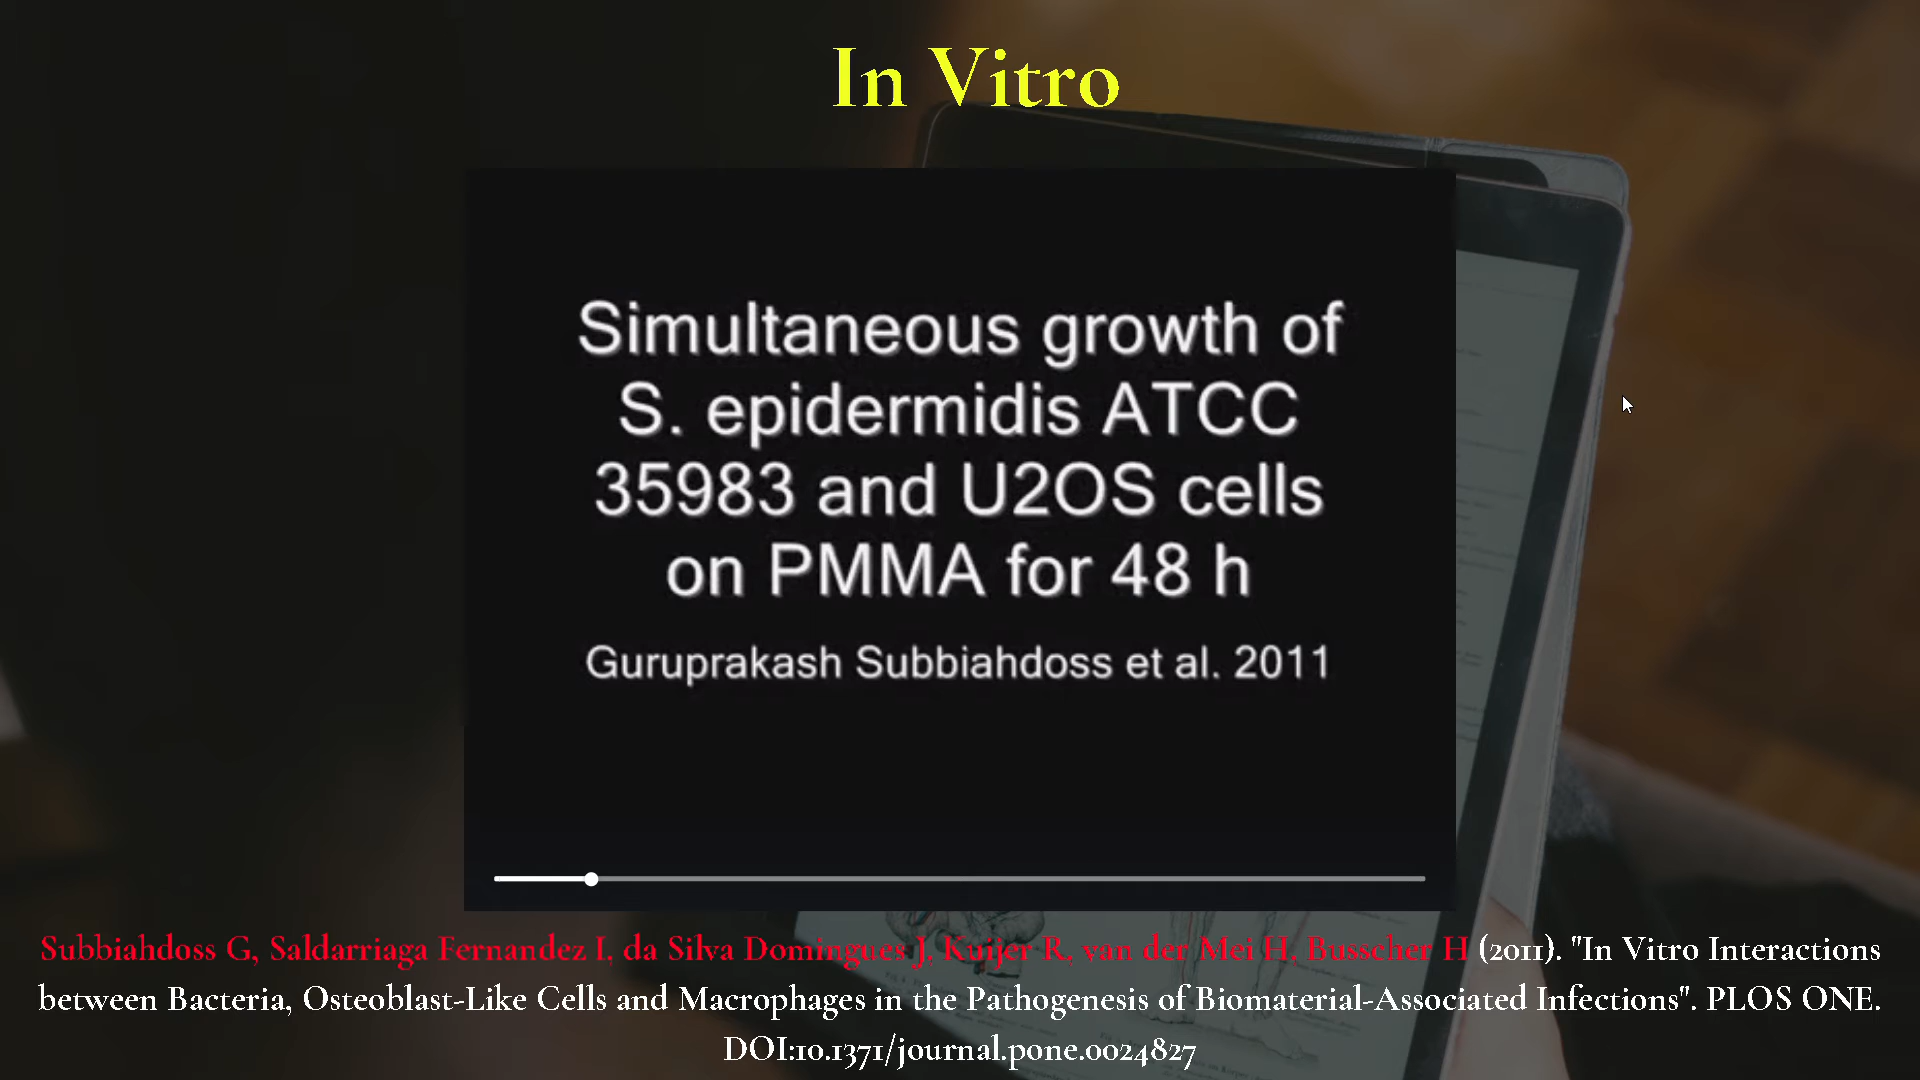 In Vitro
Simultaneous growth of
S. epidermidis ATCC
35983 and U2OS cells
on PMMA for 48 h
Guruprakash Subbiahdoss et al. 2011
Subbiahdoss G, Saldarriaga Fernandez I, da Silva Domingues J, Kuijer R, van der Mei H, Busscher H (2011). "In Vitro Interactions
between Bacteria, Osteoblast-Like Cells and Macrophages in the Pathogenesis of Biomaterial-Associated Infections". PLOS ONE.
DOI:10.1371/journal.pone.0024827